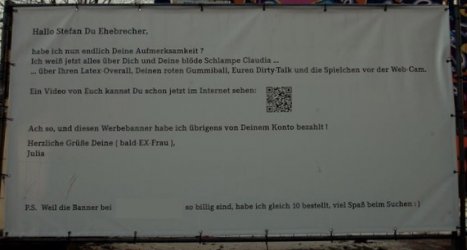 Hallo Stefan Du Ehebrecher,
habe ich nun endlich Deine Aufmerksamkeit ?
Ich weiß jetzt alles über Dich und Deine blöde Schlampe Claudia ...
... über Ihren Latex-Overall, Deinen roten Gummiball, Euren Dirty-Talk und die Spielchen vor der Web-Cam.
Ein Video von Euch kannst Du schon jetzt im Internet sehen:
Ach so, und diesen Werbebanner habe ich übrigens von Deinem Konto bezahlt !
Herzliche Grüße Deine ( bald-EX-Frau ),
Julia
P.S. Weil die Banner bei so billig sind, habe ich gleich 10 bestellt, viel Spaß beim Suchen : )